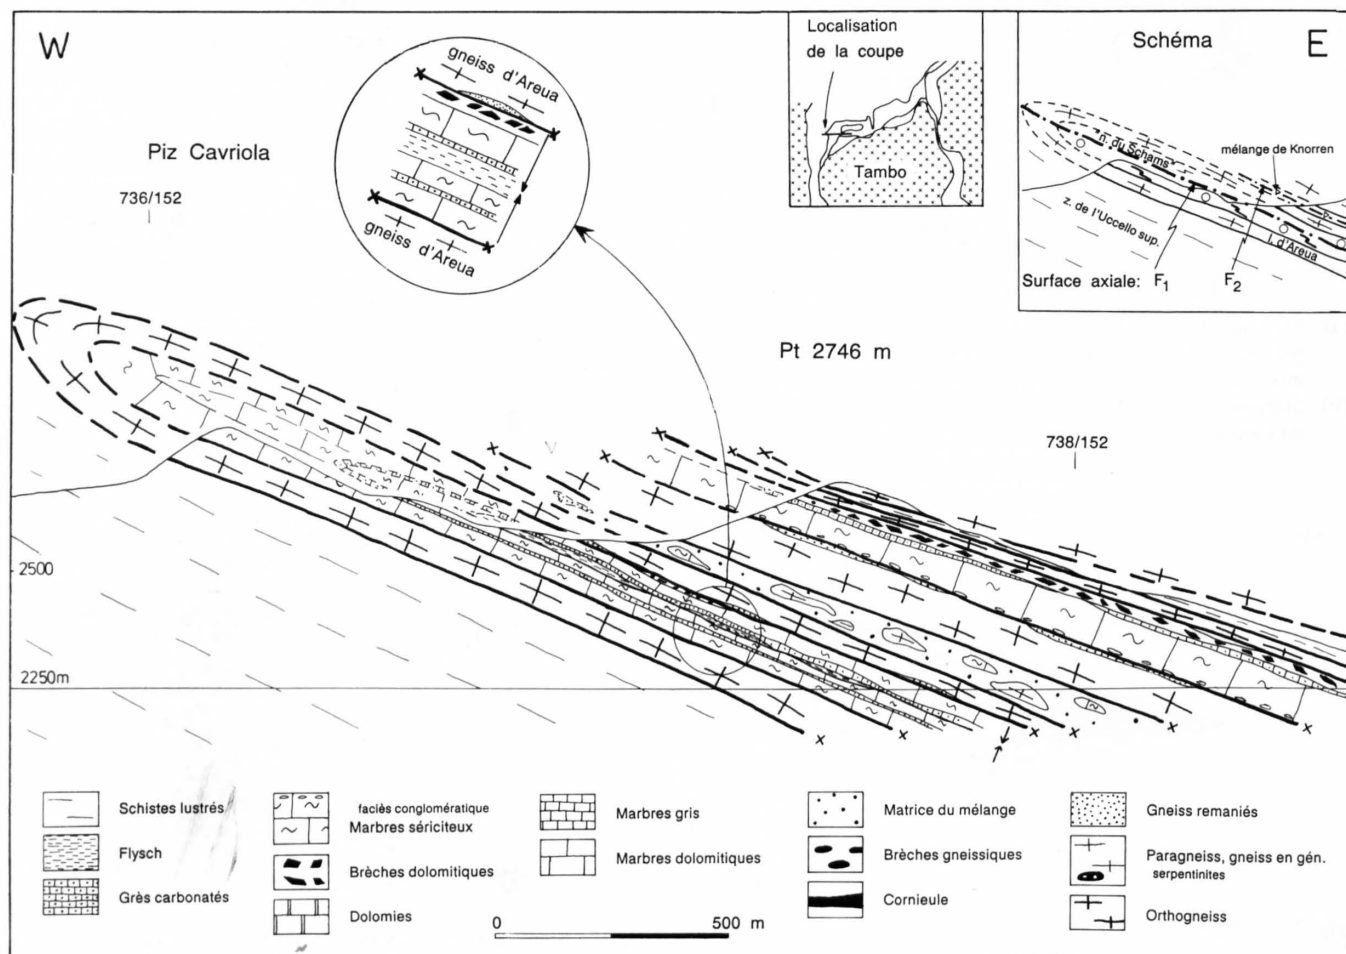 W
gneiss d'Areua
gneiss d'Areua
Piz Cavriola
736/152
Localisation
de la coupe
Tambo
Schéma
E
"n. du Schams"
mélange de Knorren
z. de l'Uccello sup.
l. d'Areua
Surface axiale: F1 F2
Pt 2746 m
738/152
2500
2250m
x x x x x x
Schistes lustrés
Flysch
Grès carbonatés
faciès conglomératique
Marbres sériciteux
Brèches dolomitiques
Dolomies
Marbres gris
Marbres dolomitiques
0 500 m
Matrice du mélange
Brèches gneissiques
Cornieule
Gneiss remaniés
Paragneiss, gneiss en gén.
serpentinites
Orthogneiss